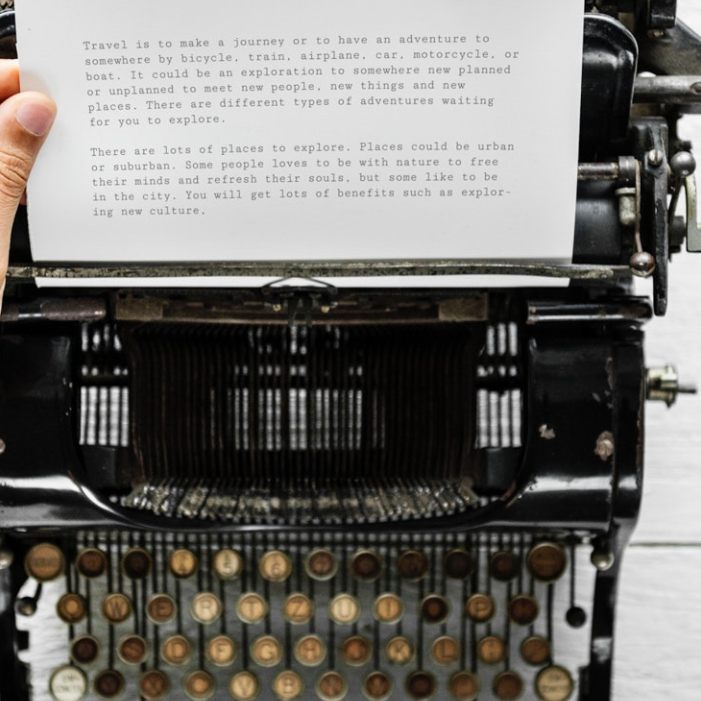 Travel is to make a journey or to have an adventure to
somewhere by bicycle, train, airplane, car, motorcycle, or
boat. It could be an exploration to somewhere new planned
or unplanned to meet new people, new things and new
places. There are different types of adventures waiting
for you to explore.
There are lots of places to explore. Places could be urban
or suburban. Some people loves to be with nature to free
their minds and refresh their souls, but some like to be
in the city. You will get lots of benefits such as explor-
ing new culture.
W E R T Z U I P
S D F G H K L
V B N